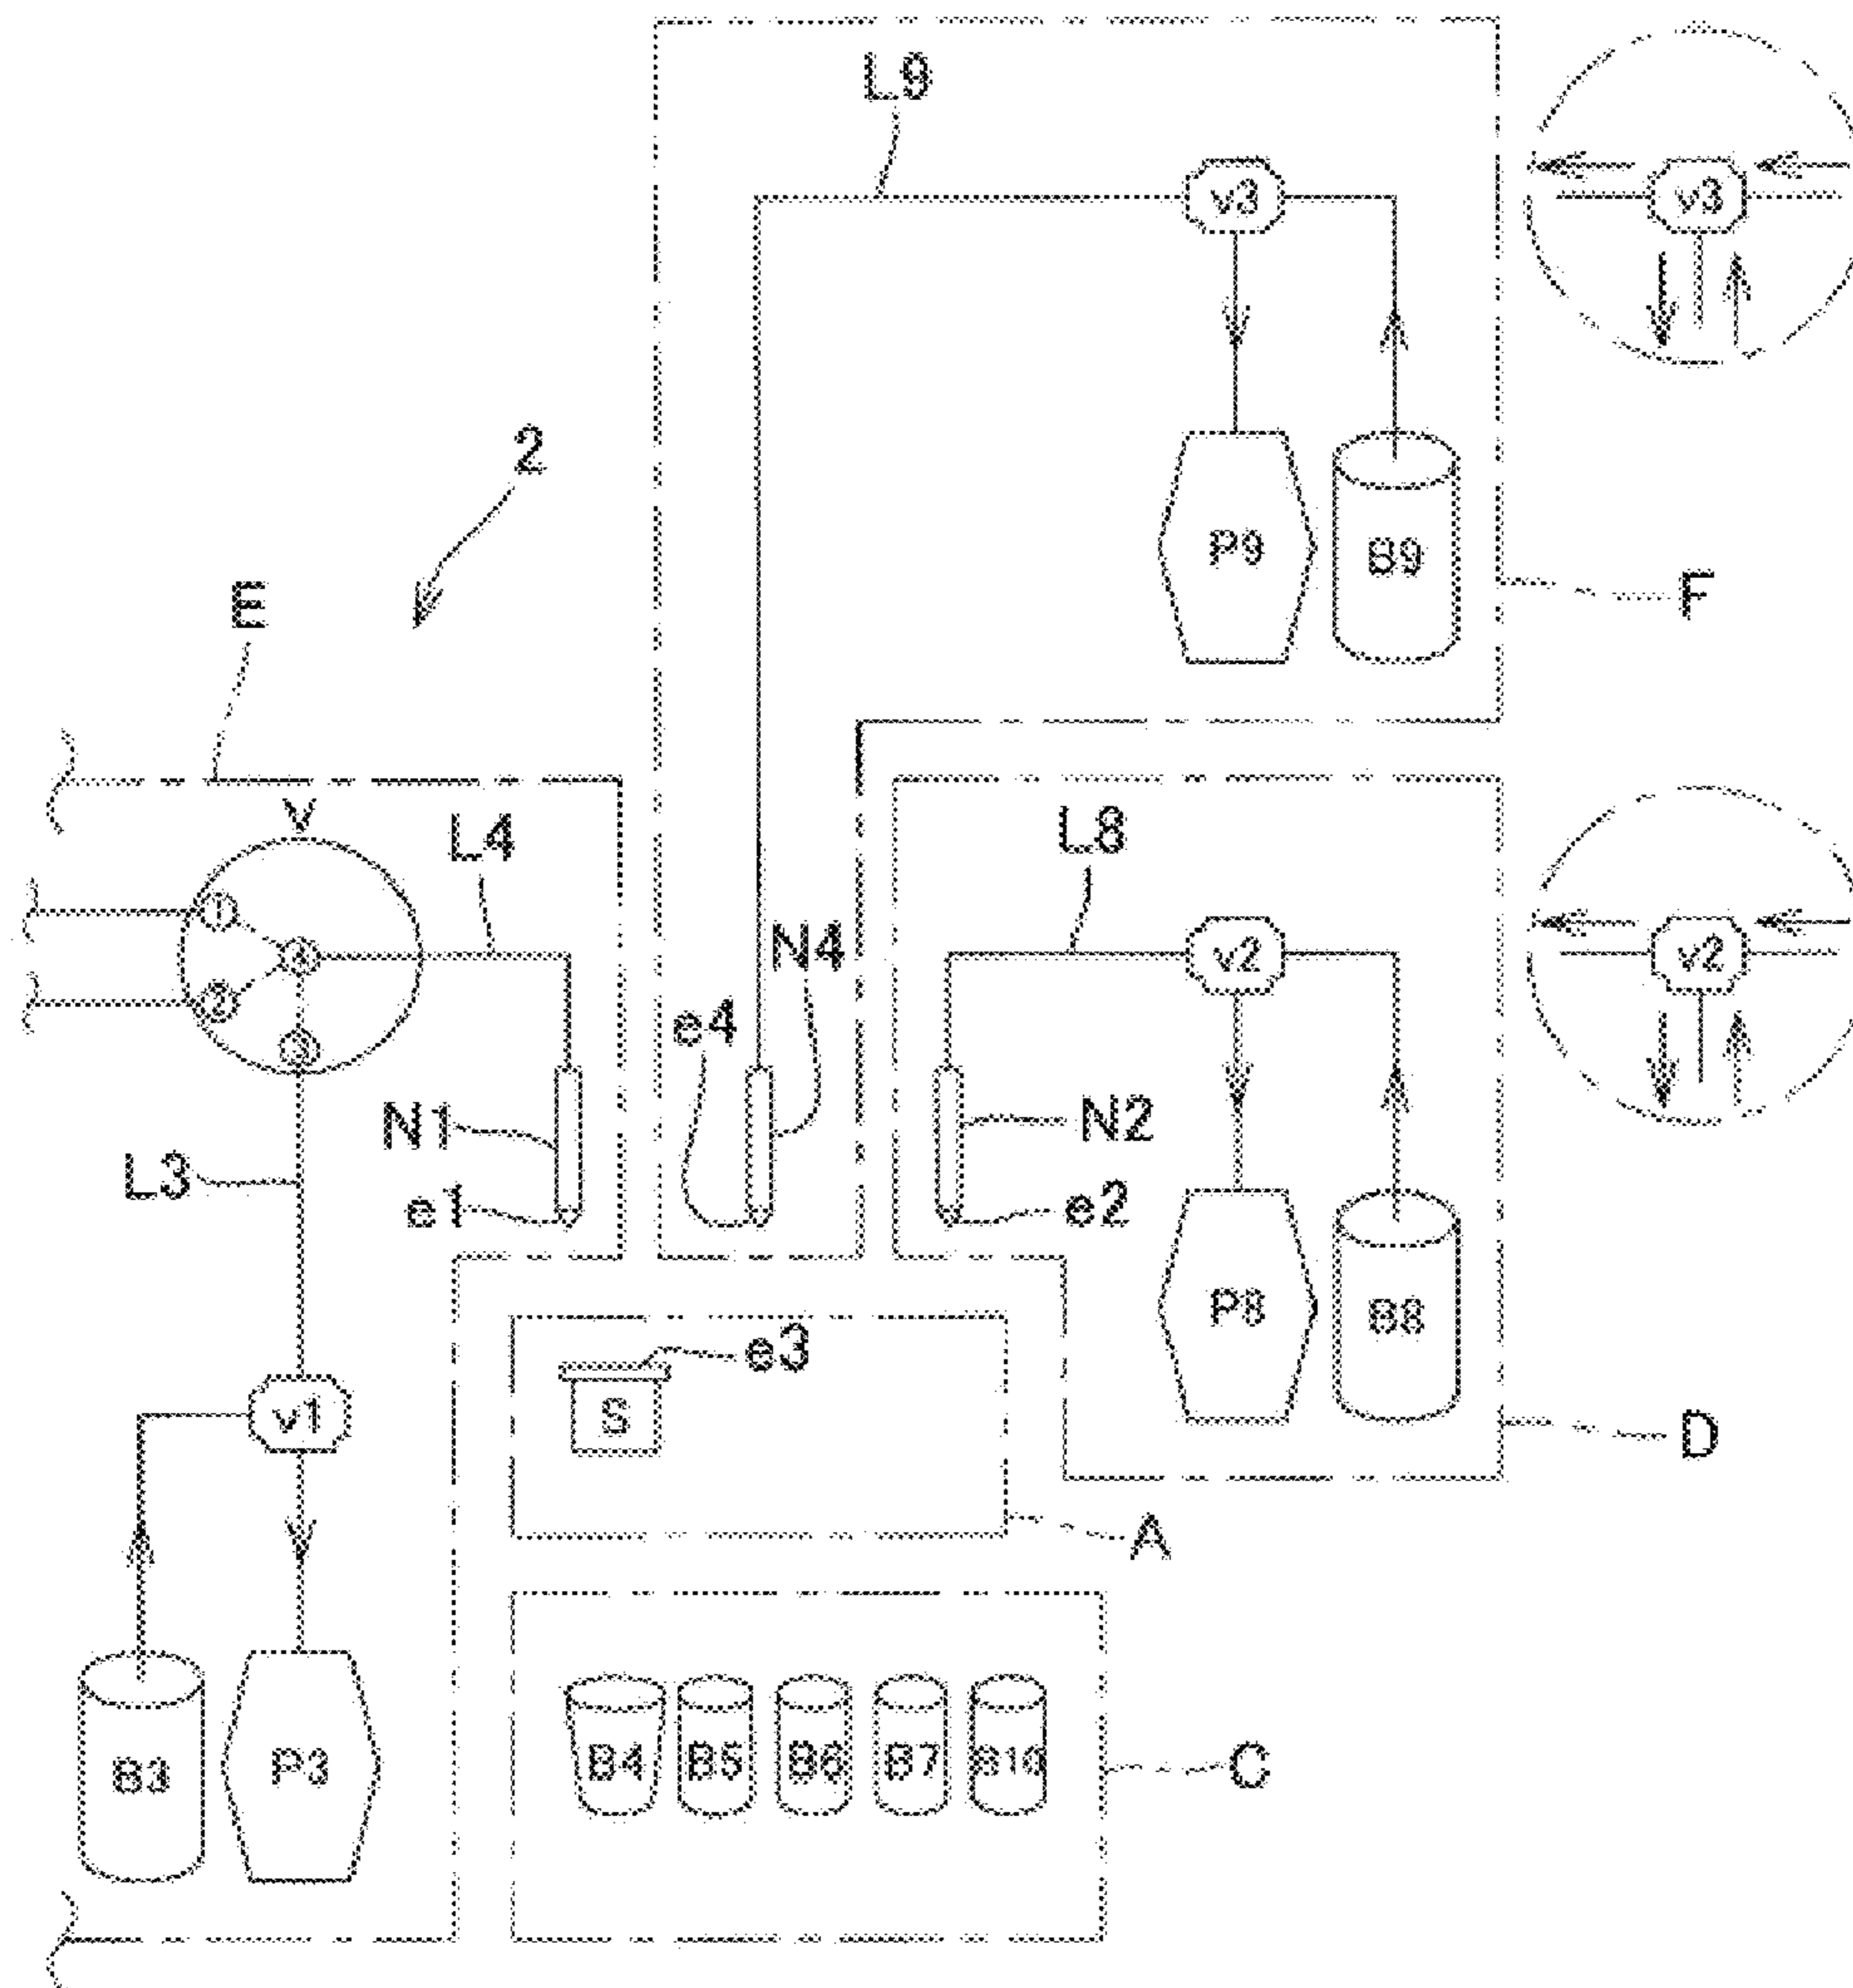 L9
v3
v3
2
P9
B9
E
F
V
L4
L8
①
N4
v2
v2
④
②
e4
③
N1
N2
L3
e1
e2
P8
B8
e3
v1
S
D
A
B3
P3
B4
B5
B6
B7
B10
C